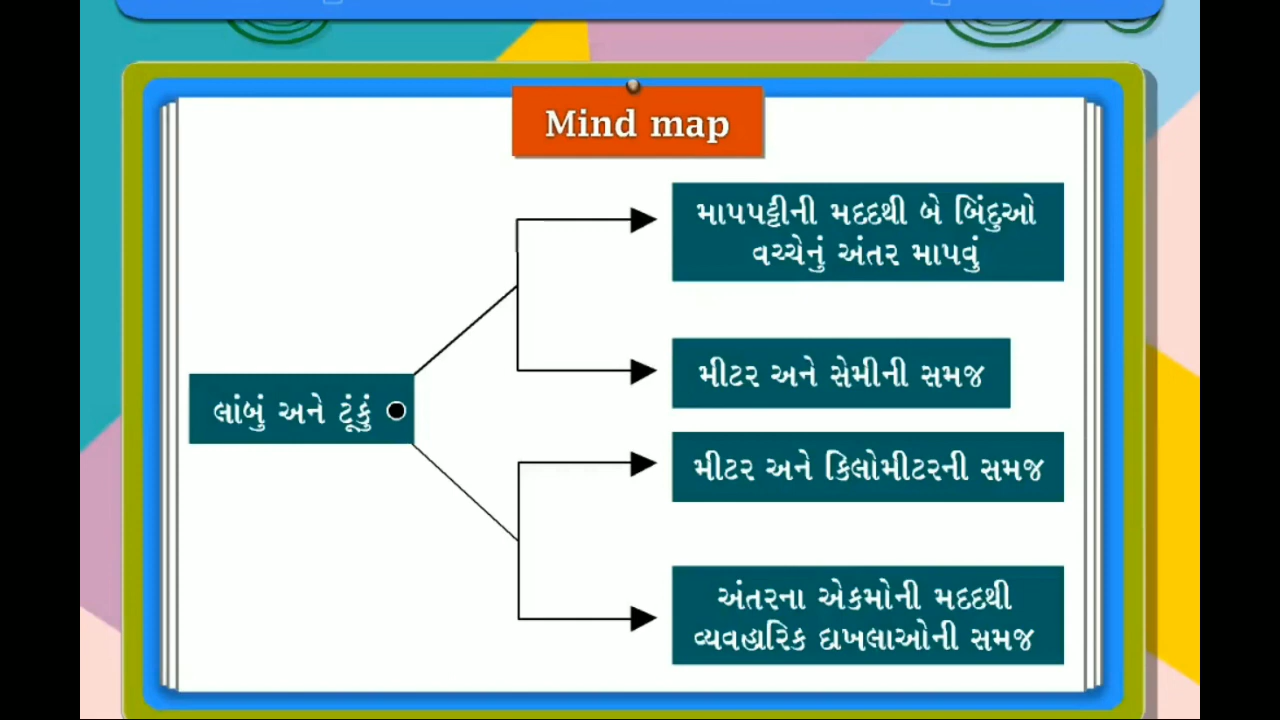 Mind map
માપપટ્ટીની મદદથી બે બિંદુઓ
વચ્ચેનું અંતર માપવું
મીટર અને સેમીની સમજ
લાંબું અને ટૂંકું
મીટર અને કિલોમીટરની સમજ
અંતરના એકમોની મદદથી
વ્યવહારિક દાખલાઓની સમજ